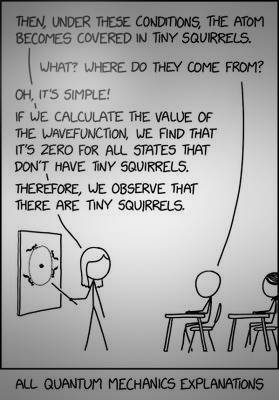 THEN, UNDER THESE CONDITIONS, THE ATOM
BECOMES COVERED IN TINY SQUIRRELS.
WHAT? WHERE DO THEY COME FROM?
OH, IT'S SIMPLE!
IF WE CALCULATE THE VALUE OF
THE WAVEFUNCTION, WE FIND THAT
IT'S ZERO FOR ALL STATES THAT
DON'T HAVE TINY SQUIRRELS.
THEREFORE, WE OBSERVE THAT
THERE ARE TINY SQUIRRELS.
ALL QUANTUM MECHANICS EXPLANATIONS